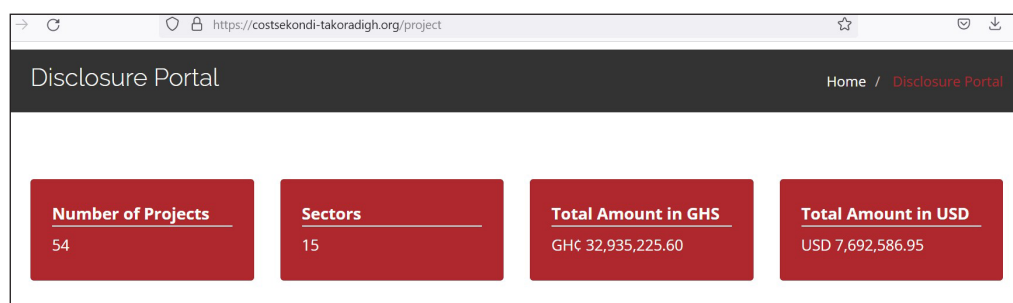 https://costsekondi-takoradigh.org/project
Disclosure Portal
Home / Disclosure Portal
Number of Projects
54
Sectors
15
Total Amount in GHS
GH₵ 32,935,225.60
Total Amount in USD
USD 7,692,586.95